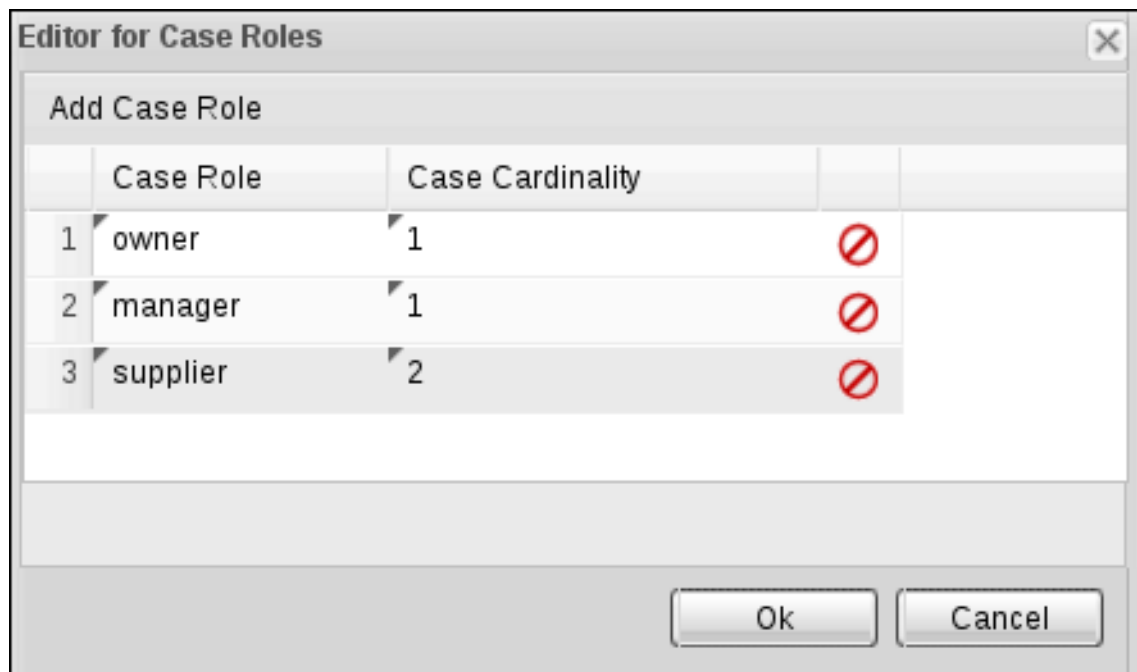 Editor for Case Roles
Add Case Role
Case Role Case Cardinality
1 owner 1
2 manager 1
3 supplier 2
Ok Cancel